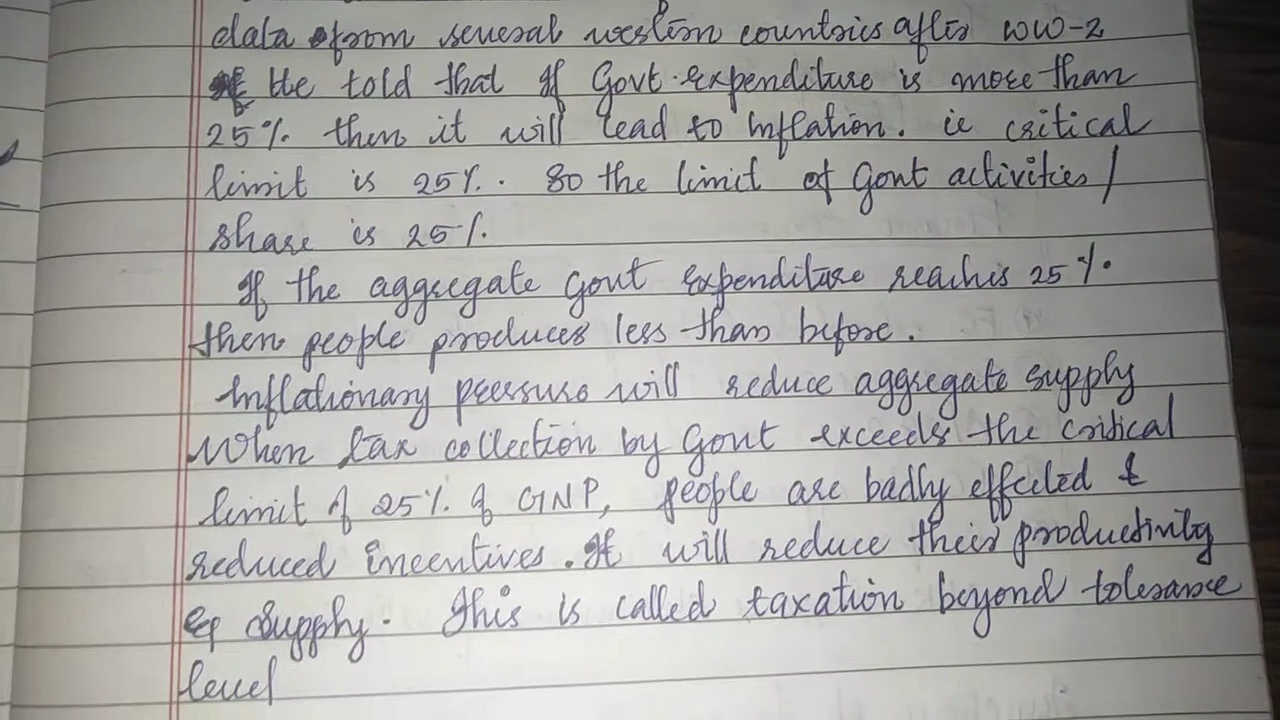 data from several western countries after WW-2
He told that If Govt. expenditure is more than
25% then it will lead to Inflation. ie critical
limit is 25%. So the limit of Govt activities /
share is 25%.
If the aggregate Govt expenditure reaches 25%.
then people produces less than before.
Inflationary pressure will reduce aggregate supply
When tax collection by Govt exceeds the critical
limit of 25% of GNP, people are badly effected &
reduced incentives. It will reduce their productivity
& Supply. This is called taxation beyond tolerance
level